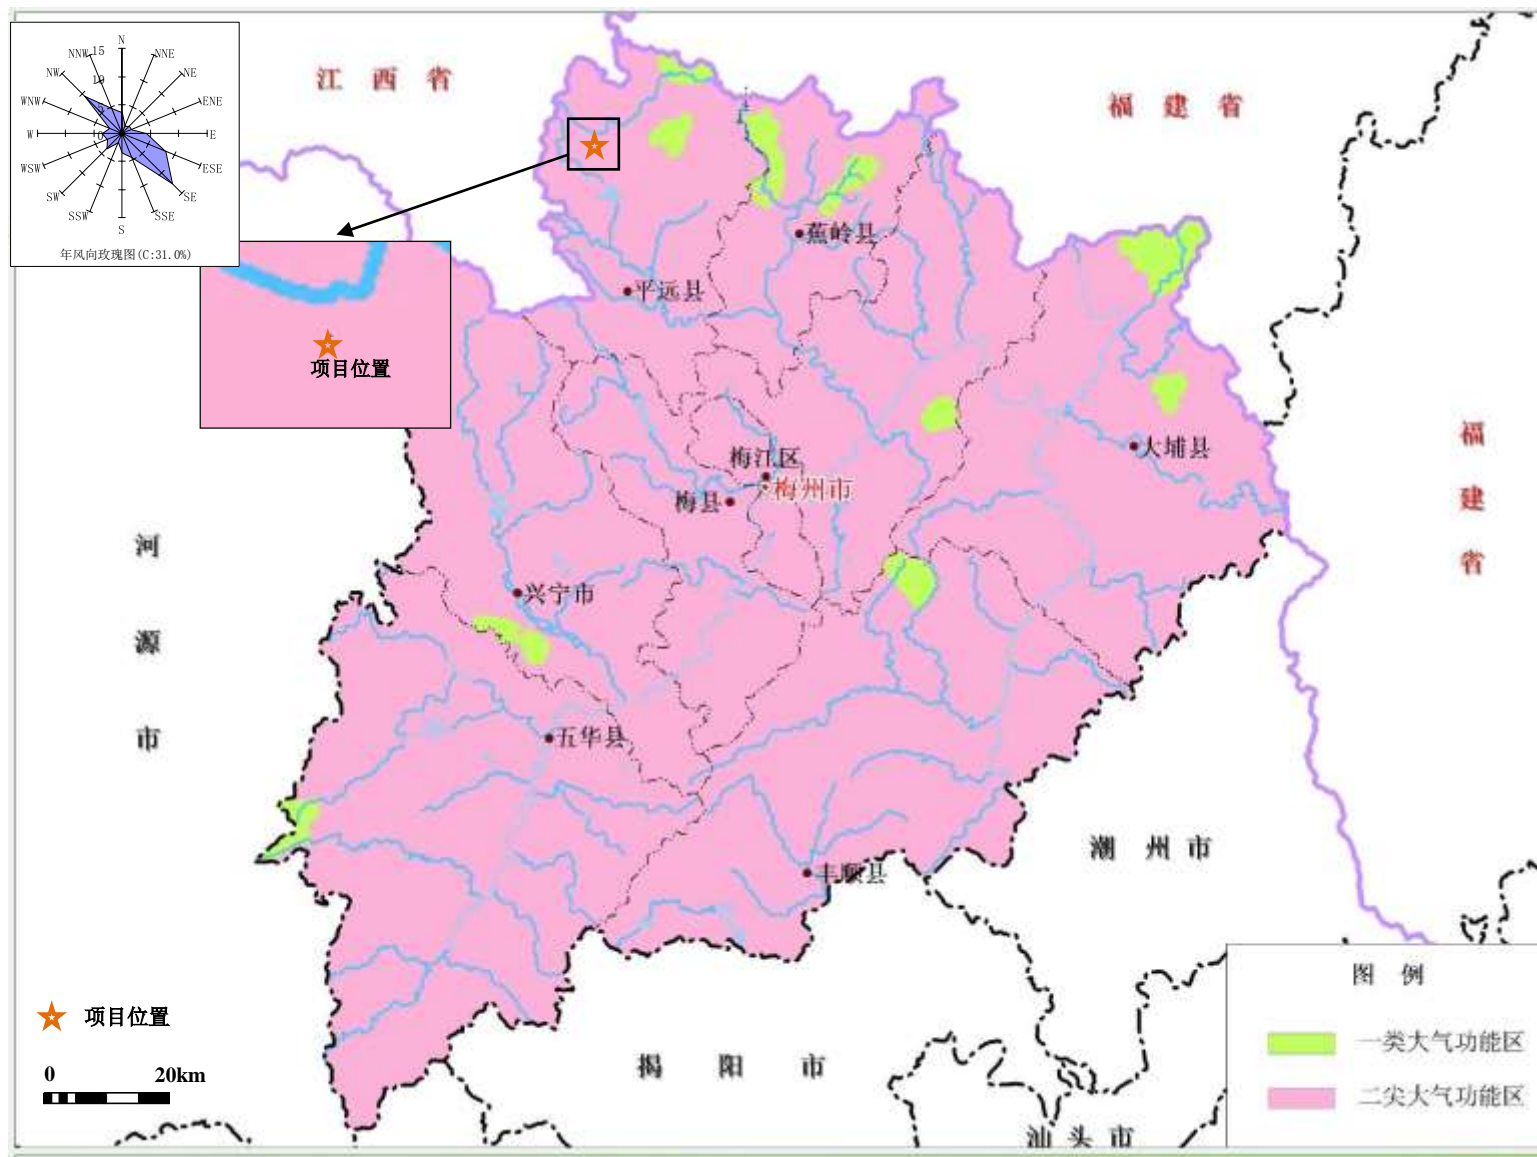 N
NNW
15
NNE
NW
10
NE
WNW
ENE
5
W
0
E
WSW
ESE
SW
SE
SSW
SSE
S
年风向玫瑰图(C:31.0%)
江西省
福建省
蕉岭县
平远县
项目位置
福建省
大埔县
梅江区
梅州市
梅县
河源市
兴宁市
五华县
潮州市
丰顺县
图例
一类大气功能区
二尖大气功能区
项目位置
0 20km
揭阳市
汕头市